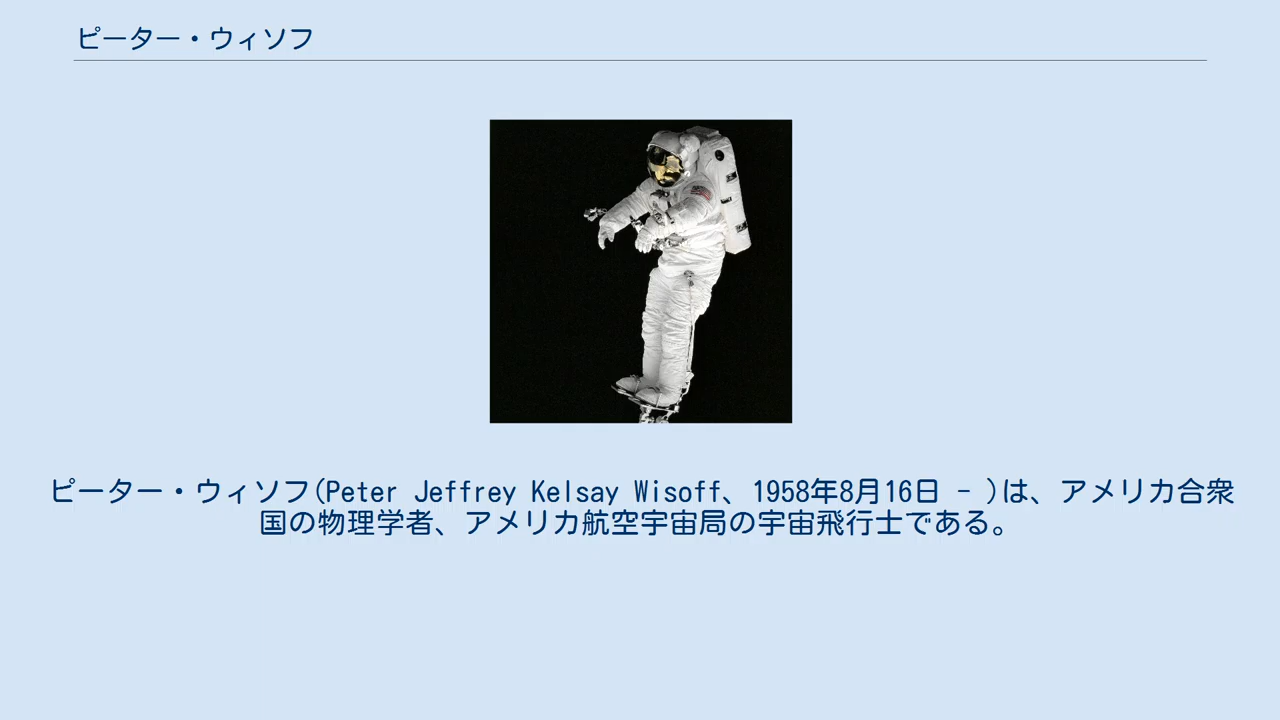 ピーター・ウィソフ
ピーター・ウィソフ(Peter Jeffrey Kelsay Wisoff、1958年8月16日 - )は、アメリカ合衆
国の物理学者、アメリカ航空宇宙局の宇宙飛行士である。